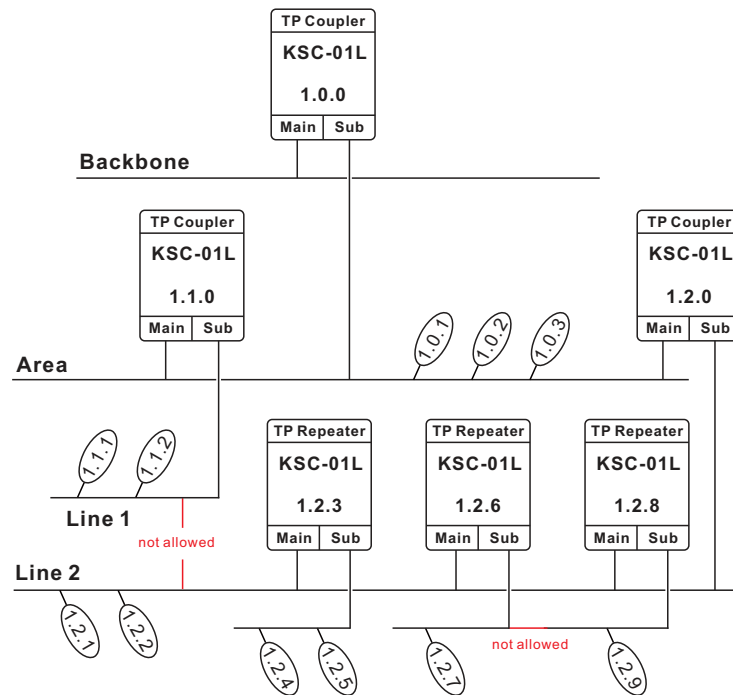 TP Coupler
KSC-01L
1.0.0
Main Sub
Backbone
TP Coupler
KSC-01L
1.1.0
Main Sub
TP Coupler
KSC-01L
1.2.0
Main Sub
1.0.1 1.0.2 1.0.3
Area
1.1.1 1.1.2
Line 1
not allowed
TP Repeater
KSC-01L
1.2.3
Main Sub
TP Repeater
KSC-01L
1.2.6
Main Sub
TP Repeater
KSC-01L
1.2.8
Main Sub
Line 2
1.2.1 1.2.2
1.2.4 1.2.5
1.2.7
not allowed
1.2.9